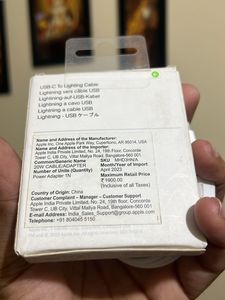 USB-C To Lighting Cable
Lightning vers câble USB
Lightning-auf-USB-Kabel
Lightning a cavo USB
Lightning a cable USB
Lightning - USB ケーブル
Name and Address of the Manufacturer:
Apple Inc. One Apple Park Way, Cupertino, AR 95014, USA
Name and Address of the Importer:
Apple India Private Limited, No. 24, 19th Floor, Concorde
Tower C, UB City, Vittal Mallya Road, Bangalore-560 001
Common/Generic Name
SKU MHD3HN/A
20W CABLE/ADAPTER
Month/Year of Import
Quantities or Number of Units
April 2023
Power Adapter 1N
Maximum Retail Price
₹ 1900.00
(Inclusive of all Taxes)
Country of Origin: China
Customer Complaint – Manager – Customer Support
Apple India Private Limited, No. 24, 19th Floor, Concorde
Tower C, UB City, Vittal Mallya Road, Bangalore-560 001
E-mail Address: India_Sales_Support@group.apple.
Telephone: +91 804045 5150